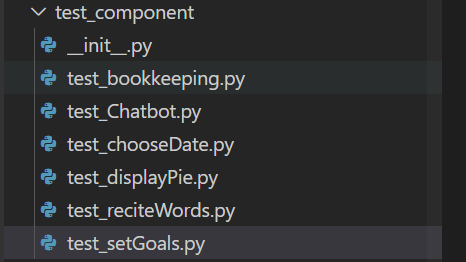 test_component
__init__.py
test_bookkeeping.py
test_Chatbot.py
test_chooseDate.py
test_displayPie.py
test_reciteWords.py
test_setGoals.py